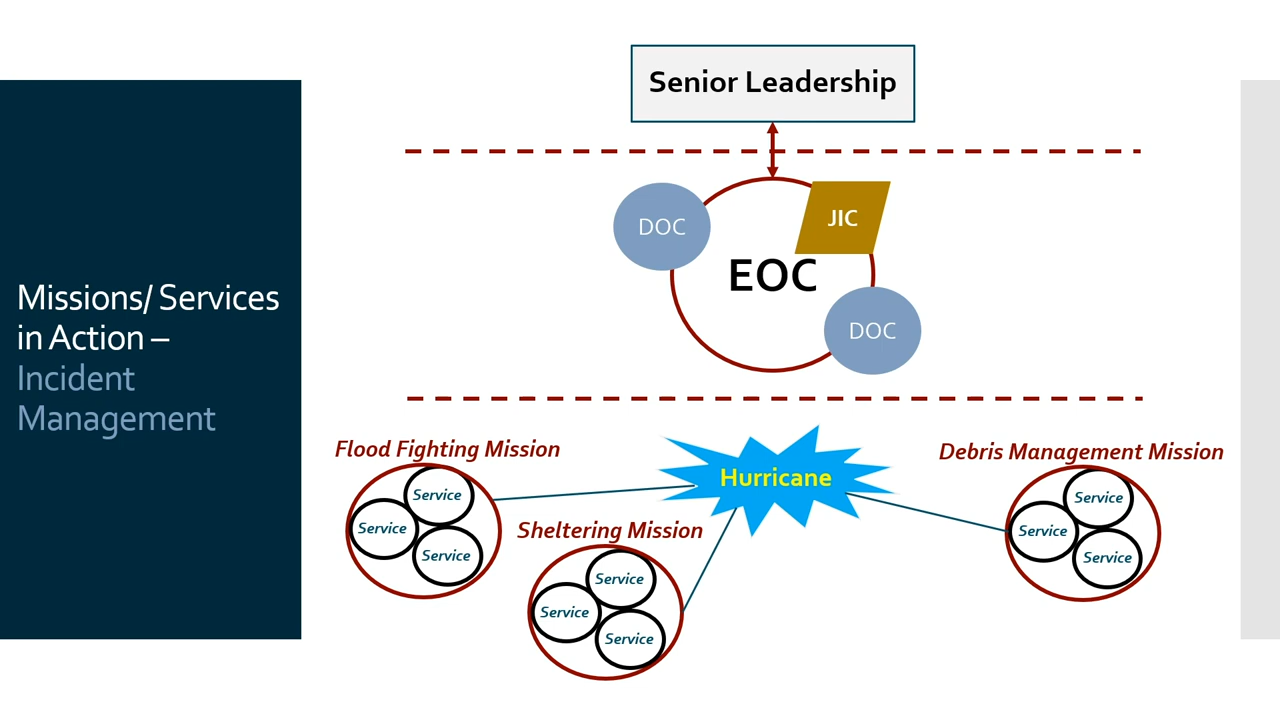 Missions/ Services
in Action –
Incident
Management
Senior Leadership
DOC
JIC
EOC
DOC
Flood Fighting Mission
Service
Service
Service
Hurricane
Sheltering Mission
Service
Service
Service
Debris Management Mission
Service
Service
Service